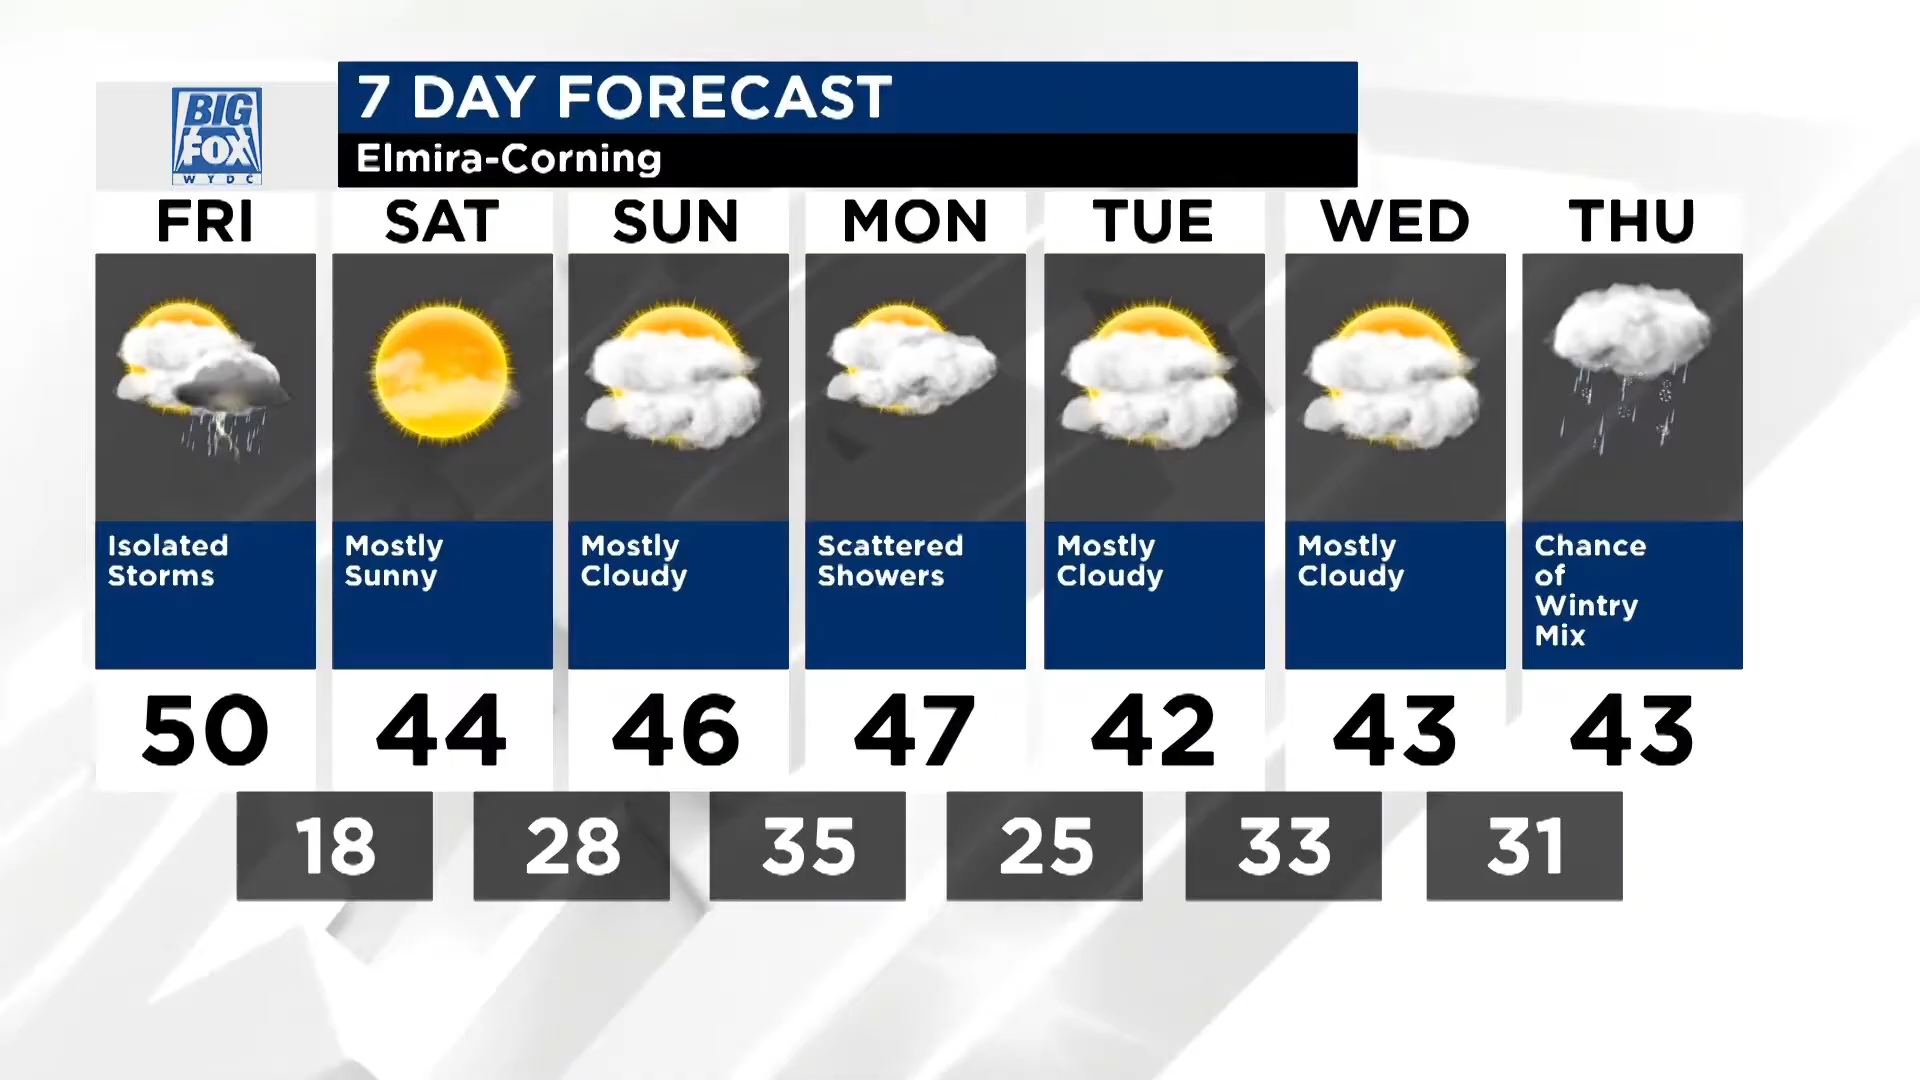 BIG
FOX
WYDC
7 DAY FORECAST
Elmira-Corning
FRI
SAT
SUN
MON
TUE
WED
THU
Isolated
Storms
Mostly
Sunny
Mostly
Cloudy
Scattered
Showers
Mostly
Cloudy
Mostly
Cloudy
Chance
of
Wintry
Mix
50
44
46
47
42
43
43
18
28
35
25
33
31